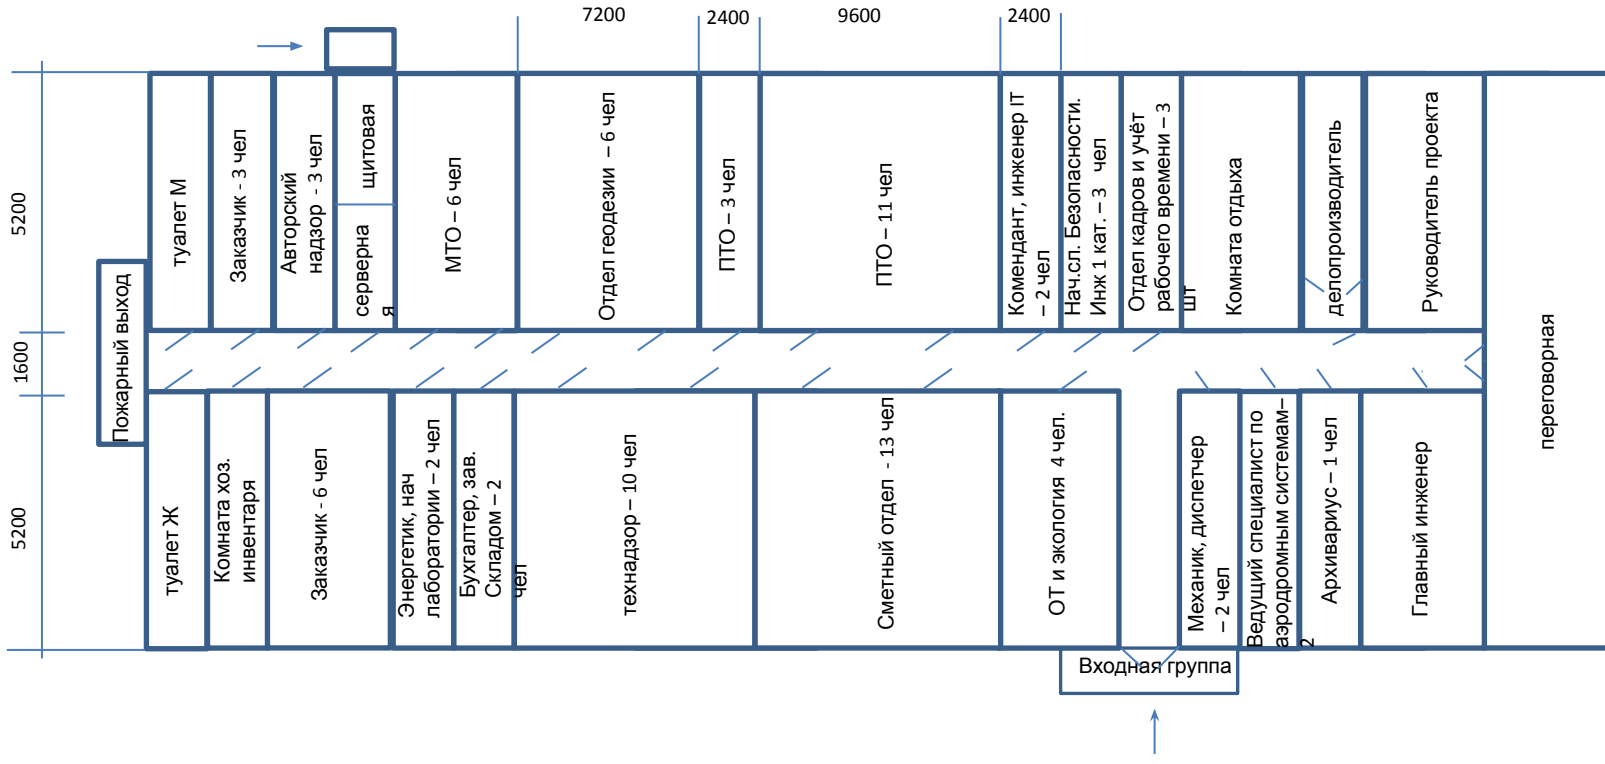 7200
2400
9600
2400
5200
1600
5200
Пожарный выход
туалет М
Заказчик - 3 чел
Авторский
надзор - 3 чел
щитовая
серверна
я
МТО – 6 чел
Отдел геодезии – 6 чел
ПТО – 3 чел
ПТО – 11 чел
Комендант, инженер IT
– 2 чел
Нач.сл. Безопасности.
Инж 1 кат. – 3 чел
Отдел кадров и учёт
рабочего времени – 3
шт
Комната отдыха
делопроизводитель
Руководитель проекта
переговорная
туалет Ж
Комната хоз.
инвентаря
Заказчик - 6 чел
Энергетик, нач
лаборатории – 2 чел
Бухгалтер, зав.
Складом – 2
чел
технадзор – 10 чел
Сметный отдел - 13 чел
ОТ и экология 4 чел.
Механик, диспетчер
– 2 чел
Ведущий специалист по
аэродромным системам–
2
Архивариус – 1 чел
Главный инженер
Входная группа